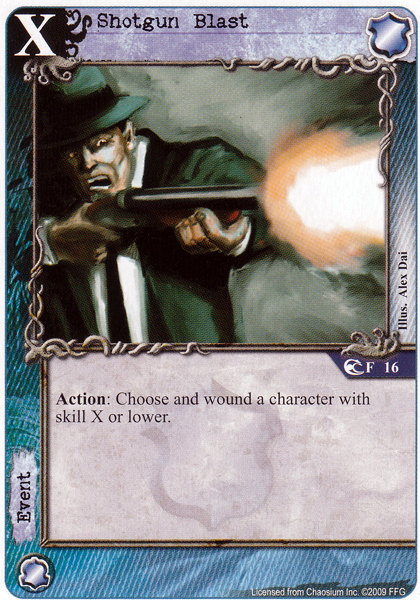 X
Shotgun Blast
Illus. Alex Dai
F 16
Action: Choose and wound a character with
skill X or lower.
Event
Licensed from Chaosium Inc. ©2009 FFG